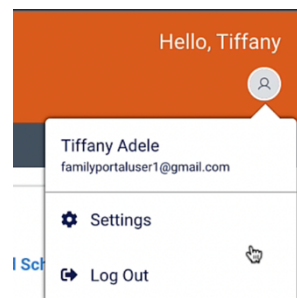 Hello, Tiffany
Tiffany Adele
familyportaluser1@gmail.com
Settings
Log Out